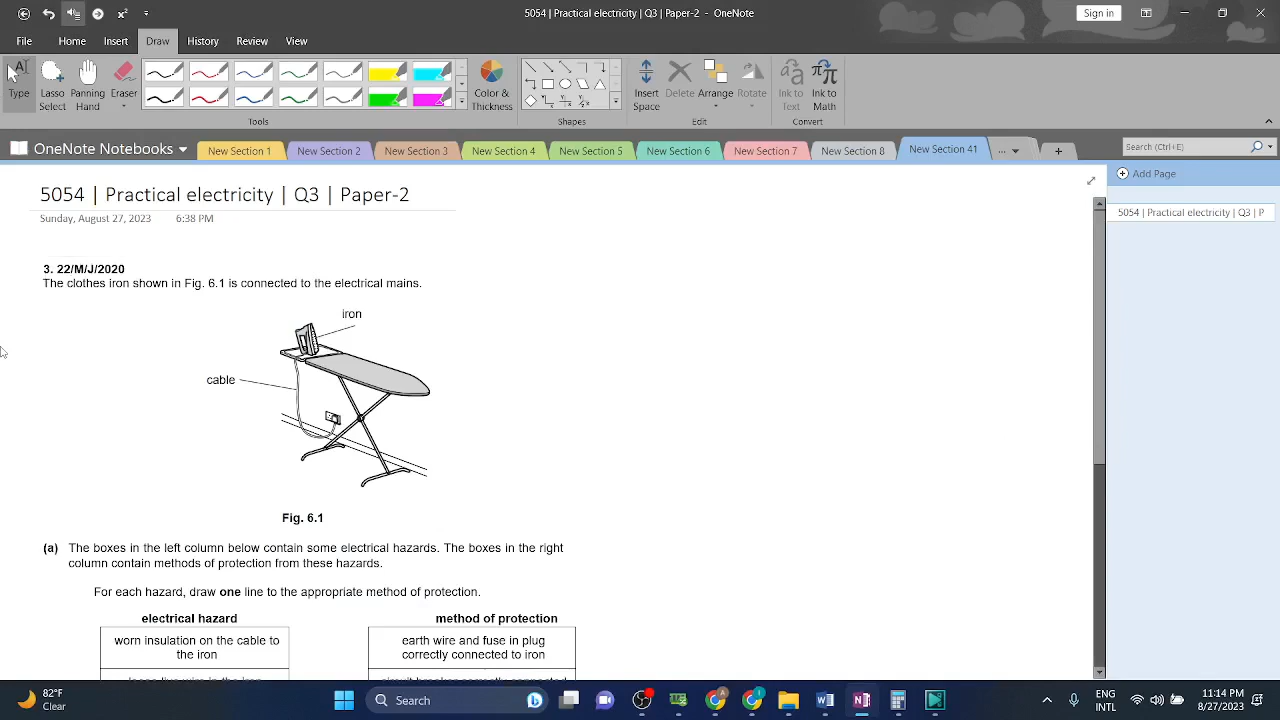 5054 | Practical electricity | Q3 | Paper-2 - OneNote
Sign in
File Home Insert Draw History Review View
Type
Lasso Select
Panning Hand
Eraser
Color & Thickness
Insert Space
Delete
Arrange
Rotate
Ink to Text
Ink to Math
Tools
Shapes
Edit
Convert
OneNote Notebooks
New Section 1
New Section 2
New Section 3
New Section 4
New Section 5
New Section 6
New Section 7
New Section 8
New Section 41
...
Search (Ctrl+E)
Add Page
5054 | Practical electricity | Q3 | P
5054 | Practical electricity | Q3 | Paper-2
Sunday, August 27, 2023 6:38 PM
3. 22/M/J/2020
The clothes iron shown in Fig. 6.1 is connected to the electrical mains.
iron
cable
Fig. 6.1
(a) The boxes in the left column below contain some electrical hazards. The boxes in the right
column contain methods of protection from these hazards.
For each hazard, draw one line to the appropriate method of protection.
electrical hazard
method of protection
worn insulation on the cable to
the iron
earth wire and fuse in plug
correctly connected to iron
82°F
Clear
Search
ENG
INTL
11:14 PM
8/27/2023